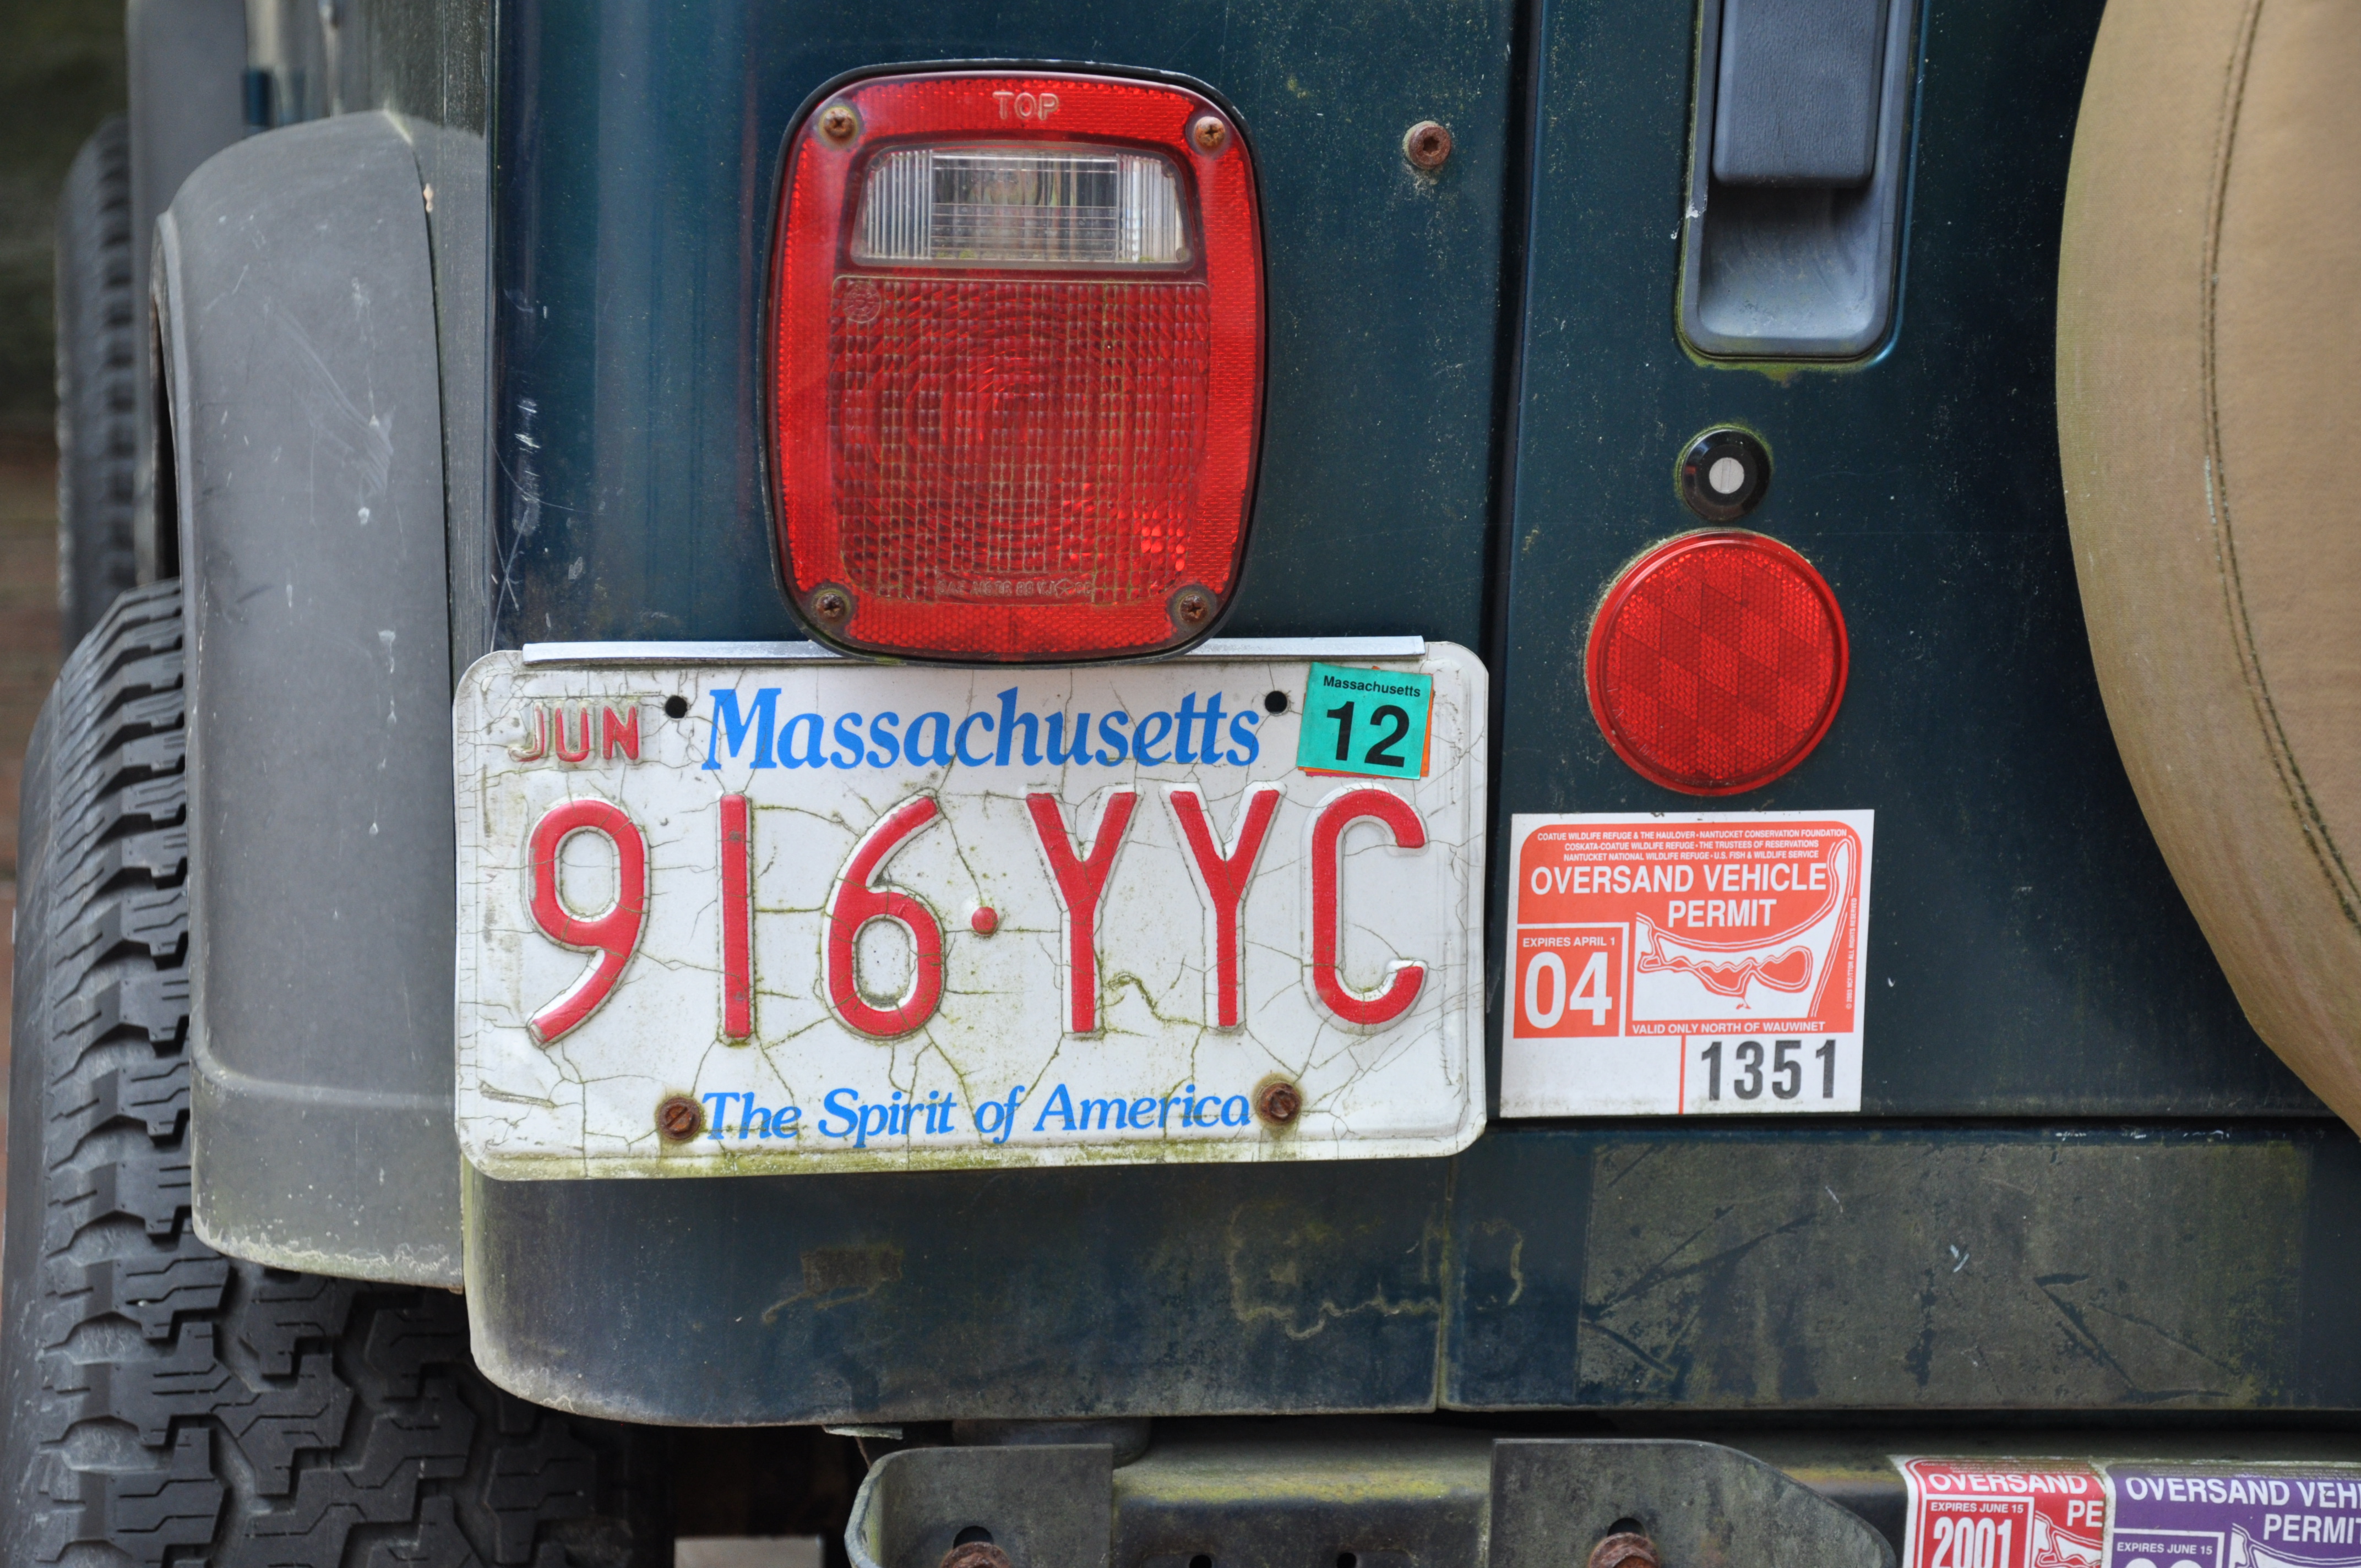 TOP
JUN
Massachusetts
Massachusetts
12
916·YYC
The Spirit of America
COATUE WILDLIFE REFUGE & THE HAULOVER • NANTUCKET CONSERVATION FOUNDATION
COSKATA-COATUE WILDLIFE REFUGE • THE TRUSTEES OF RESERVATIONS
NANTUCKET NATIONAL WILDLIFE REFUGE • U.S. FISH & WILDLIFE SERVICE
OVERSAND VEHICLE
PERMIT
EXPIRES APRIL 1
04
VALID ONLY NORTH OF WAUWINET
1351
OVERSAND
PE
EXPIRES JUNE 15
2001
OVERSAND VEHI
PERMIT
EXPIRES JUNE 15